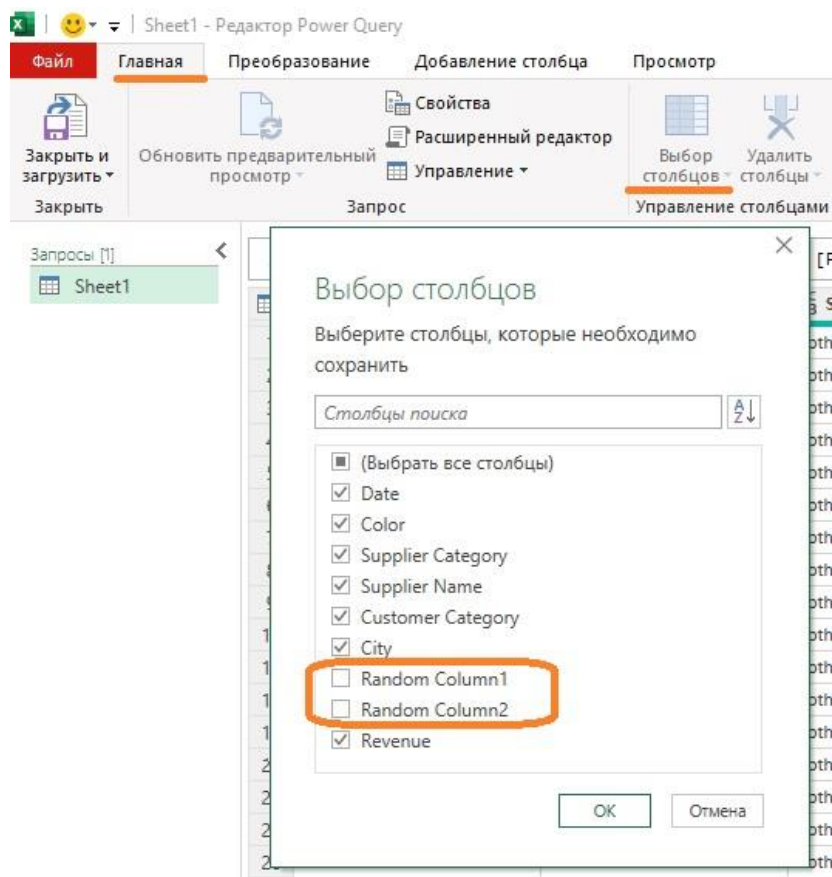 Sheet1 - Редактор Power Query
Файл Главная Преобразование Добавление столбца Просмотр
Закрыть и загрузить
Обновить предварительный просмотр
Свойства
Расширенный редактор
Управление
Выбор столбцов
Удалить столбцы
Закрыть Запрос Управление столбцами
Запросы [1]
Sheet1
Выбор столбцов
Выберите столбцы, которые необходимо
сохранить
Столбцы поиска
(Выбрать все столбцы)
Date
Color
Supplier Category
Supplier Name
Customer Category
City
Random Column1
Random Column2
Revenue
ОК Отмена